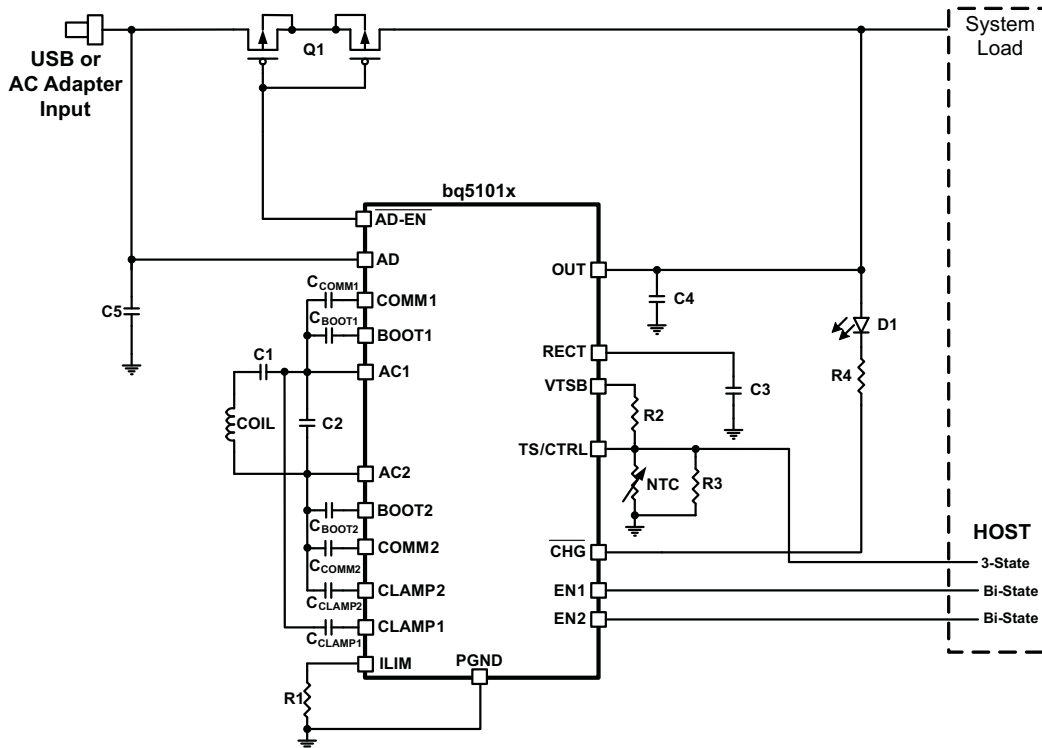 USB or
AC Adapter
Input
Q1
System
Load
bq5101x
AD-EN
AD
COMM1
BOOT1
AC1
AC2
BOOT2
COMM2
CLAMP2
CLAMP1
ILIM
PGND
OUT
RECT
VTSB
TS/CTRL
CHG
EN1
EN2
C5
C1
COIL
C2
CCOMM1
CBOOT1
CBOOT2
CCOMM2
CCLAMP2
CCLAMP1
R1
C4
D1
R4
C3
R2
NTC
R3
HOST
3-State
Bi-State
Bi-State